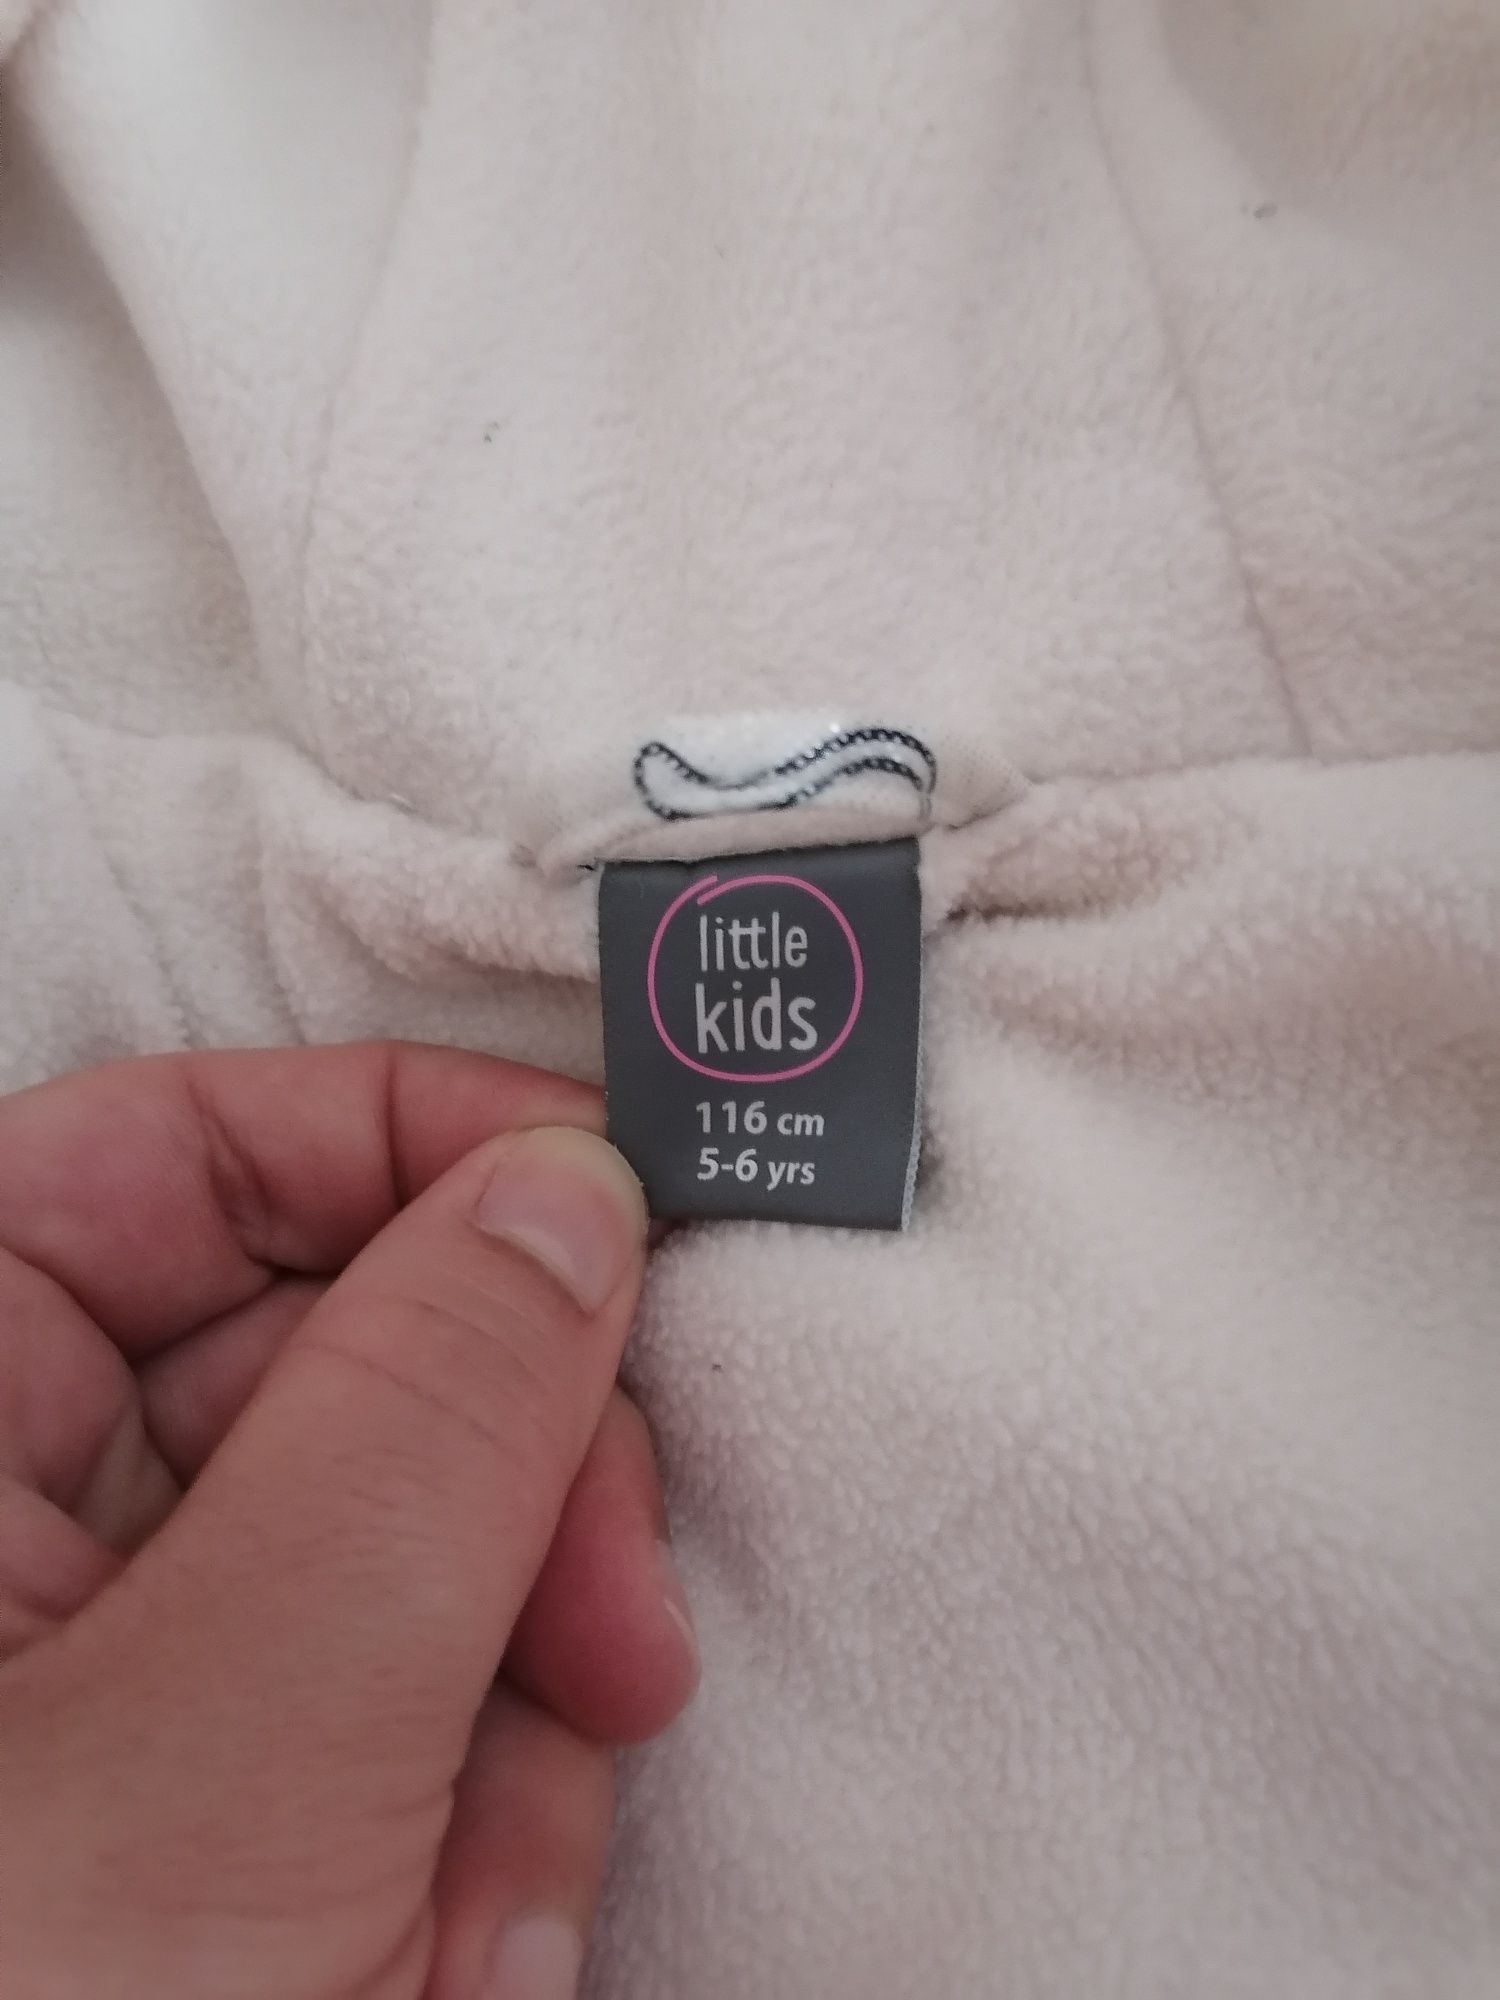 little
kids
116 cm
5-6 yrs